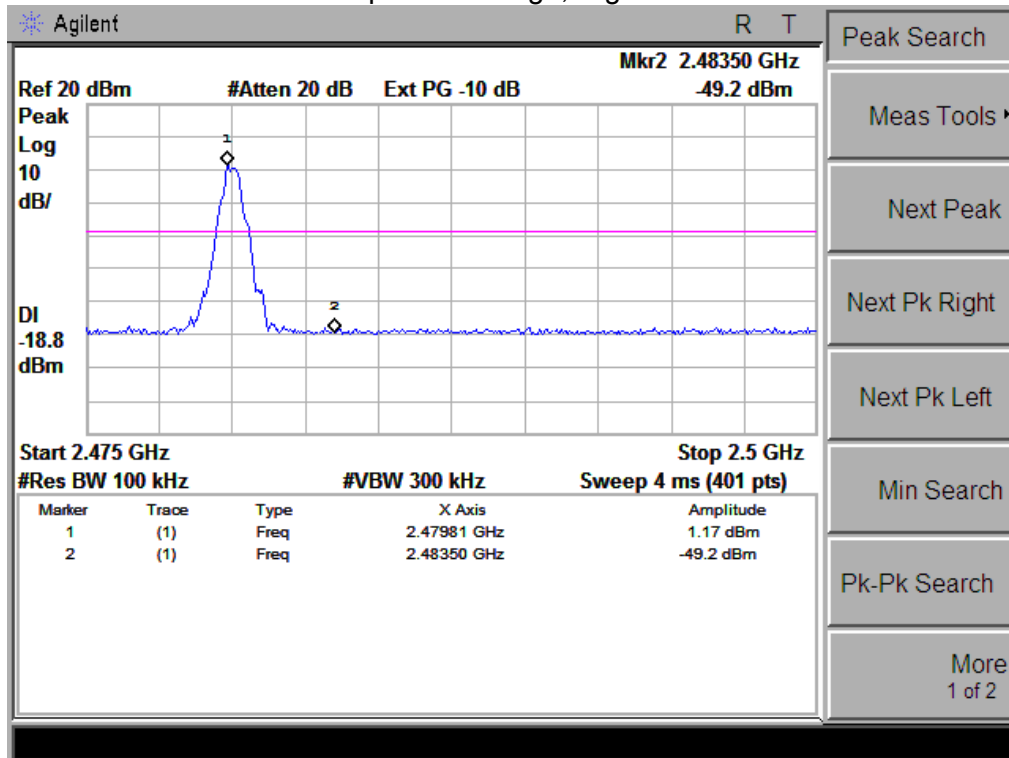 Agilent R T
Peak Search
Mkr2 2.48350 GHz
Ref 20 dBm #Atten 20 dB Ext PG -10 dB -49.2 dBm
Peak
Log
10
dB/
1
2
DI
-18.8
dBm
Start 2.475 GHz Stop 2.5 GHz
#Res BW 100 kHz #VBW 300 kHz Sweep 4 ms (401 pts)
Marker Trace Type X Axis Amplitude
1 (1) Freq 2.47981 GHz 1.17 dBm
2 (1) Freq 2.48350 GHz -49.2 dBm
Meas Tools
Next Peak
Next Pk Right
Next Pk Left
Min Search
Pk-Pk Search
More
1 of 2